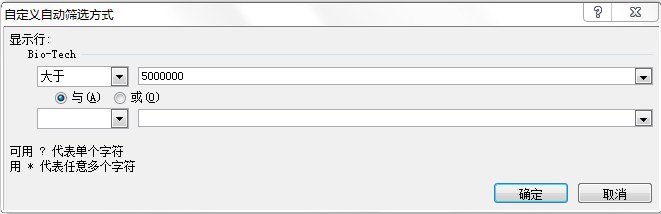 自定义自动筛选方式
显示行:
Bio-Tech
大于 5000000
与(A) 或(O)
可用 ? 代表单个字符
用 * 代表任意多个字符
确定 取消